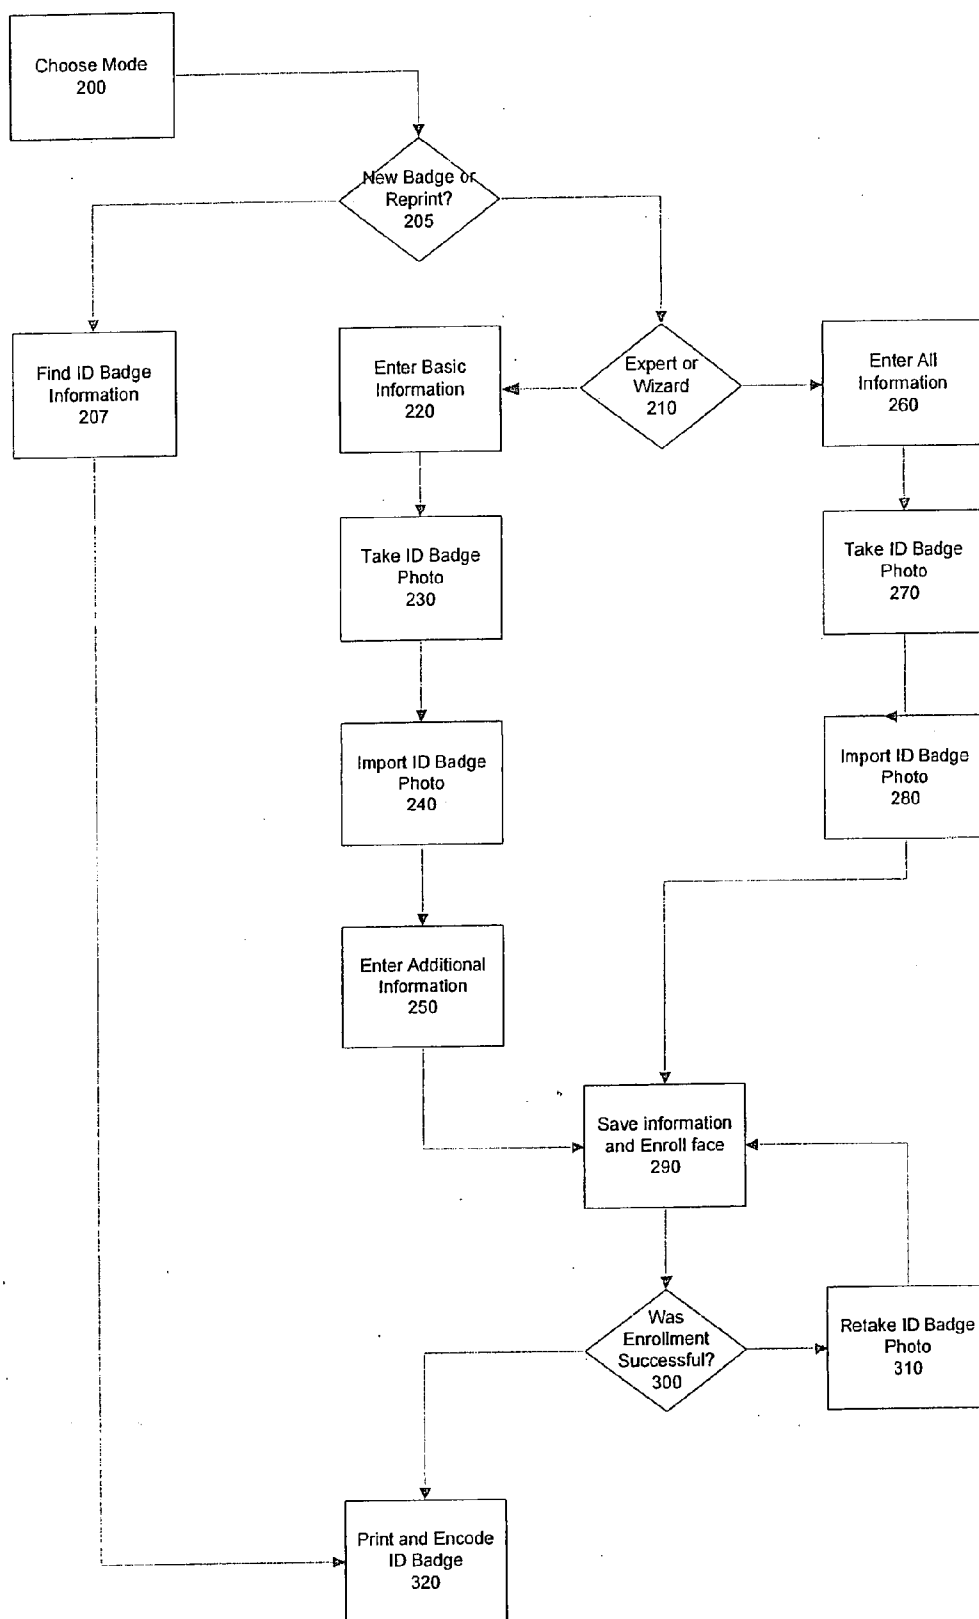 Choose Mode
200
New Badge or
Reprint?
205
Find ID Badge
Information
207
Enter Basic
Information
220
Expert or
Wizard
210
Enter All
Information
260
Take ID Badge
Photo
230
Take ID Badge
Photo
270
Import ID Badge
Photo
240
Import ID Badge
Photo
280
Enter Additional
Information
250
Save information
and Enroll face
290
Was
Enrollment
Successful?
300
Retake ID Badge
Photo
310
Print and Encode
ID Badge
320